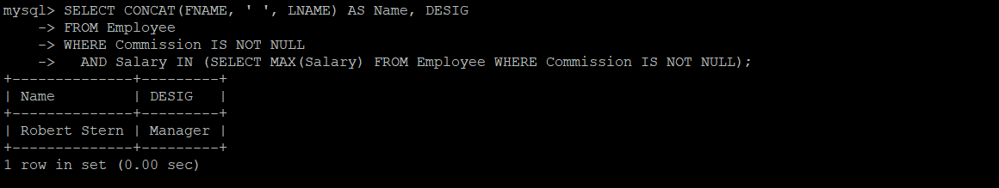 mysql> SELECT CONCAT(FNAME, ' ', LNAME) AS Name, DESIG
    -> FROM Employee
    -> WHERE Commission IS NOT NULL
    ->   AND Salary IN (SELECT MAX(Salary) FROM Employee WHERE Commission IS NOT NULL);
+--------------+---------+
| Name         | DESIG   |
+--------------+---------+
| Robert Stern | Manager |
+--------------+---------+
1 row in set (0.00 sec)